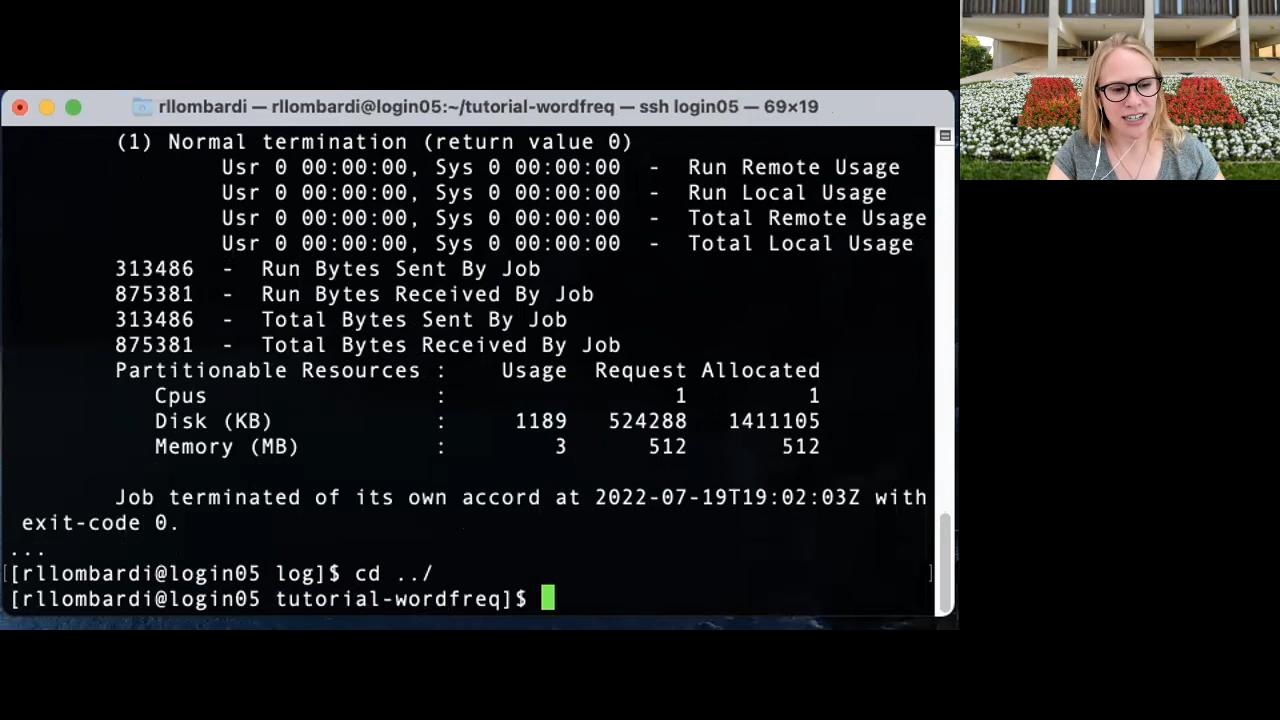 rllombardi — rllombardi@login05:~/tutorial-wordfreq — ssh login05 — 69×19
(1) Normal termination (return value 0)
Usr 0 00:00:00, Sys 0 00:00:00  -  Run Remote Usage
Usr 0 00:00:00, Sys 0 00:00:00  -  Run Local Usage
Usr 0 00:00:00, Sys 0 00:00:00  -  Total Remote Usage
Usr 0 00:00:00, Sys 0 00:00:00  -  Total Local Usage
313486  -  Run Bytes Sent By Job
875381  -  Run Bytes Received By Job
313486  -  Total Bytes Sent By Job
875381  -  Total Bytes Received By Job
Partitionable Resources :    Usage  Request Allocated
Cpus                 :                 1         1
Disk (KB)            :     1189   524288   1411105
Memory (MB)          :        3      512       512
Job terminated of its own accord at 2022-07-19T19:02:03Z with
exit-code 0.
...
[[rllombardi@login05 log]$ cd ../ ]
[rllombardi@login05 tutorial-wordfreq]$